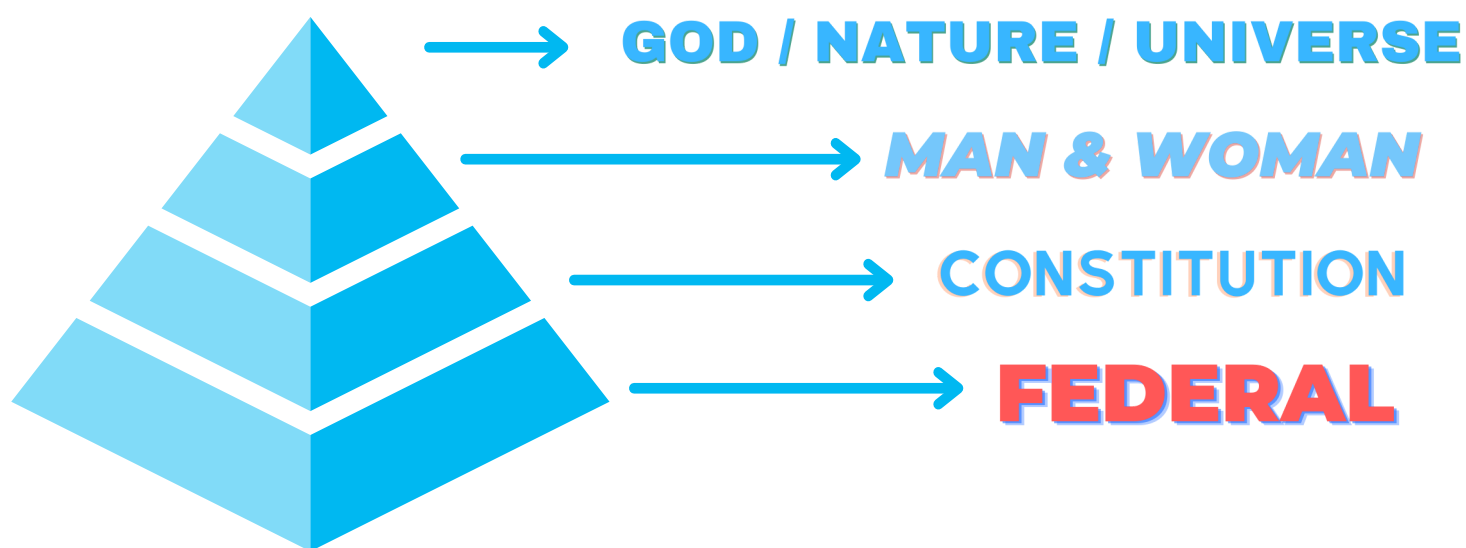 GOD / NATURE / UNIVERSE
MAN & WOMAN
CONSTITUTION
FEDERAL